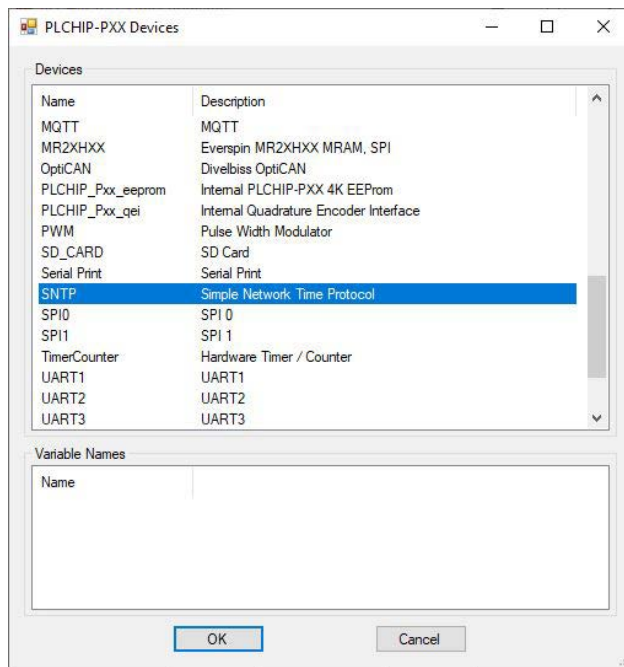 PLCHIP-PXX Devices
Devices
Name Description
MQTT MQTT
MR2XHXX Everspin MR2XHXX MRAM, SPI
OptiCAN Divelbiss OptiCAN
PLCHIP_Pxx_eeprom Internal PLCHIP-PXX 4K EEProm
PLCHIP_Pxx_qei Internal Quadrature Encoder Interface
PWM Pulse Width Modulator
SD_CARD SD Card
Serial Print Serial Print
SNTP Simple Network Time Protocol
SPI0 SPI 0
SPI1 SPI 1
TimerCounter Hardware Timer / Counter
UART1 UART1
UART2 UART2
UART3 UART3
Variable Names
Name
OK Cancel